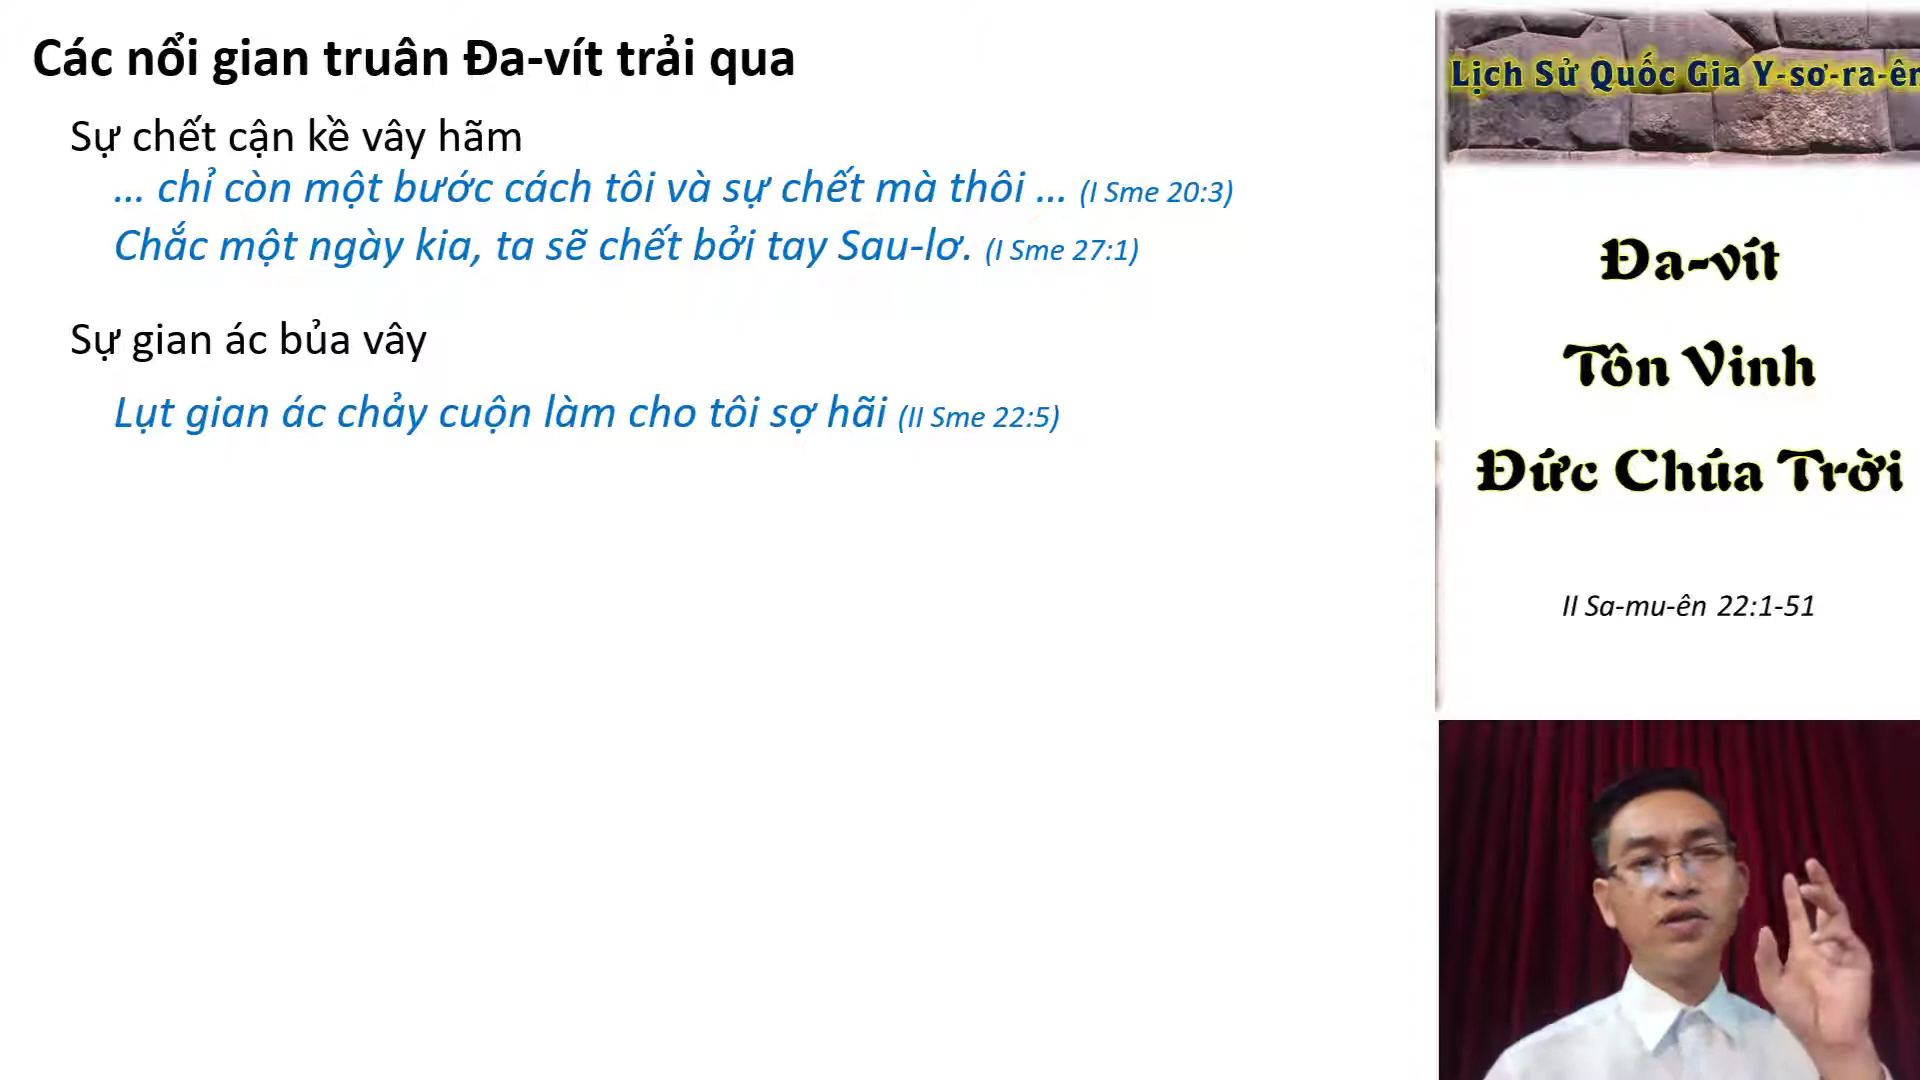 Các nổi gian truân Đa-vít trải qua
Sự chết cận kề vây hãm
... chỉ còn một bước cách tôi và sự chết mà thôi ... (I Sme 20:3)
Chắc một ngày kia, ta sẽ chết bởi tay Sau-lơ. (I Sme 27:1)
Sự gian ác bủa vây
Lụt gian ác chảy cuộn làm cho tôi sợ hãi (II Sme 22:5)
Lịch Sử Quốc Gia Y-sơ-ra-ên
Đa-vít
Tôn Vinh
Đức Chúa Trời
II Sa-mu-ên 22:1-51